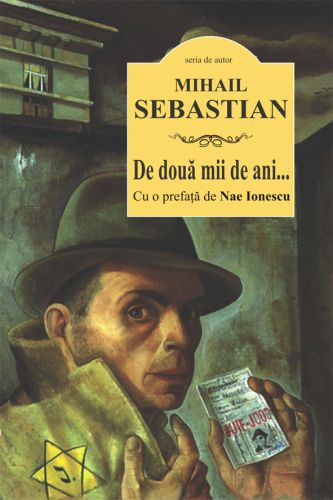 seria de autor
MIHAIL
SEBASTIAN
De două mii de ani...
Cu o prefață de Nae Ionescu
JUIF-JOOD
J.